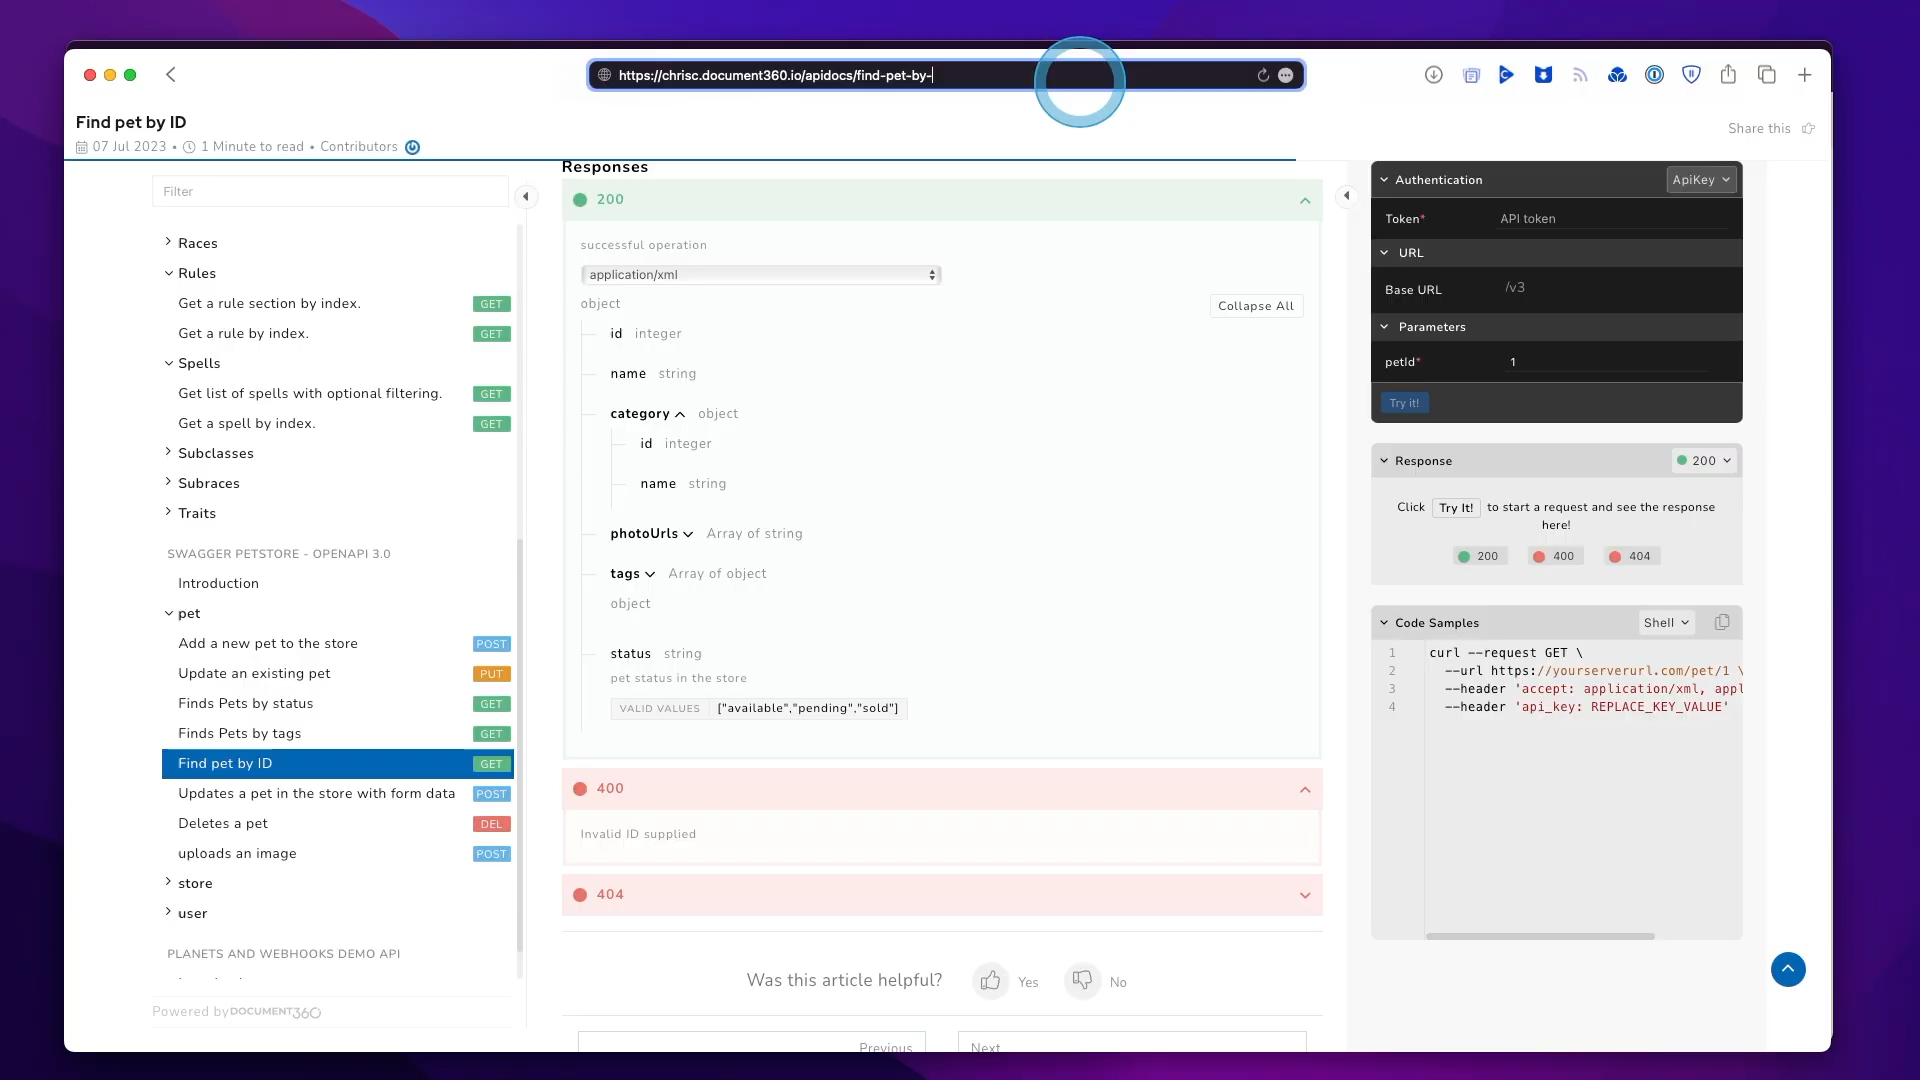 https://chrisc.document360.io/apidocs/find-pet-by-
Find pet by ID
07 Jul 2023 • 1 Minute to read • Contributors
Share this
Filter
Races
Rules
Get a rule section by index. GET
Get a rule by index. GET
Spells
Get list of spells with optional filtering. GET
Get a spell by index. GET
Subclasses
Subraces
Traits
SWAGGER PETSTORE - OPENAPI 3.0
Introduction
pet
Add a new pet to the store POST
Update an existing pet PUT
Finds Pets by status GET
Finds Pets by tags GET
Find pet by ID GET
Updates a pet in the store with form data POST
Deletes a pet DEL
uploads an image POST
store
user
PLANETS AND WEBHOOKS DEMO API
Powered by DOCUMENT360
Responses
200
successful operation
application/xml
object
Collapse All
id integer
name string
category object
id integer
name string
photoUrls Array of string
tags Array of object
object
status string
pet status in the store
VALID VALUES ["available","pending","sold"]
400
Invalid ID supplied
404
Was this article helpful? Yes No
Previous
Next
Authentication ApiKey
Token* API token
URL
Base URL /v3
Parameters
petId* 1
Try it!
Response 200
Click Try It! to start a request and see the response
here!
200 400 404
Code Samples Shell
1 curl --request GET \
2 --url https://yourserverurl.com/pet/1 \
3 --header 'accept: application/xml, appl
4 --header 'api_key: REPLACE_KEY_VALUE'